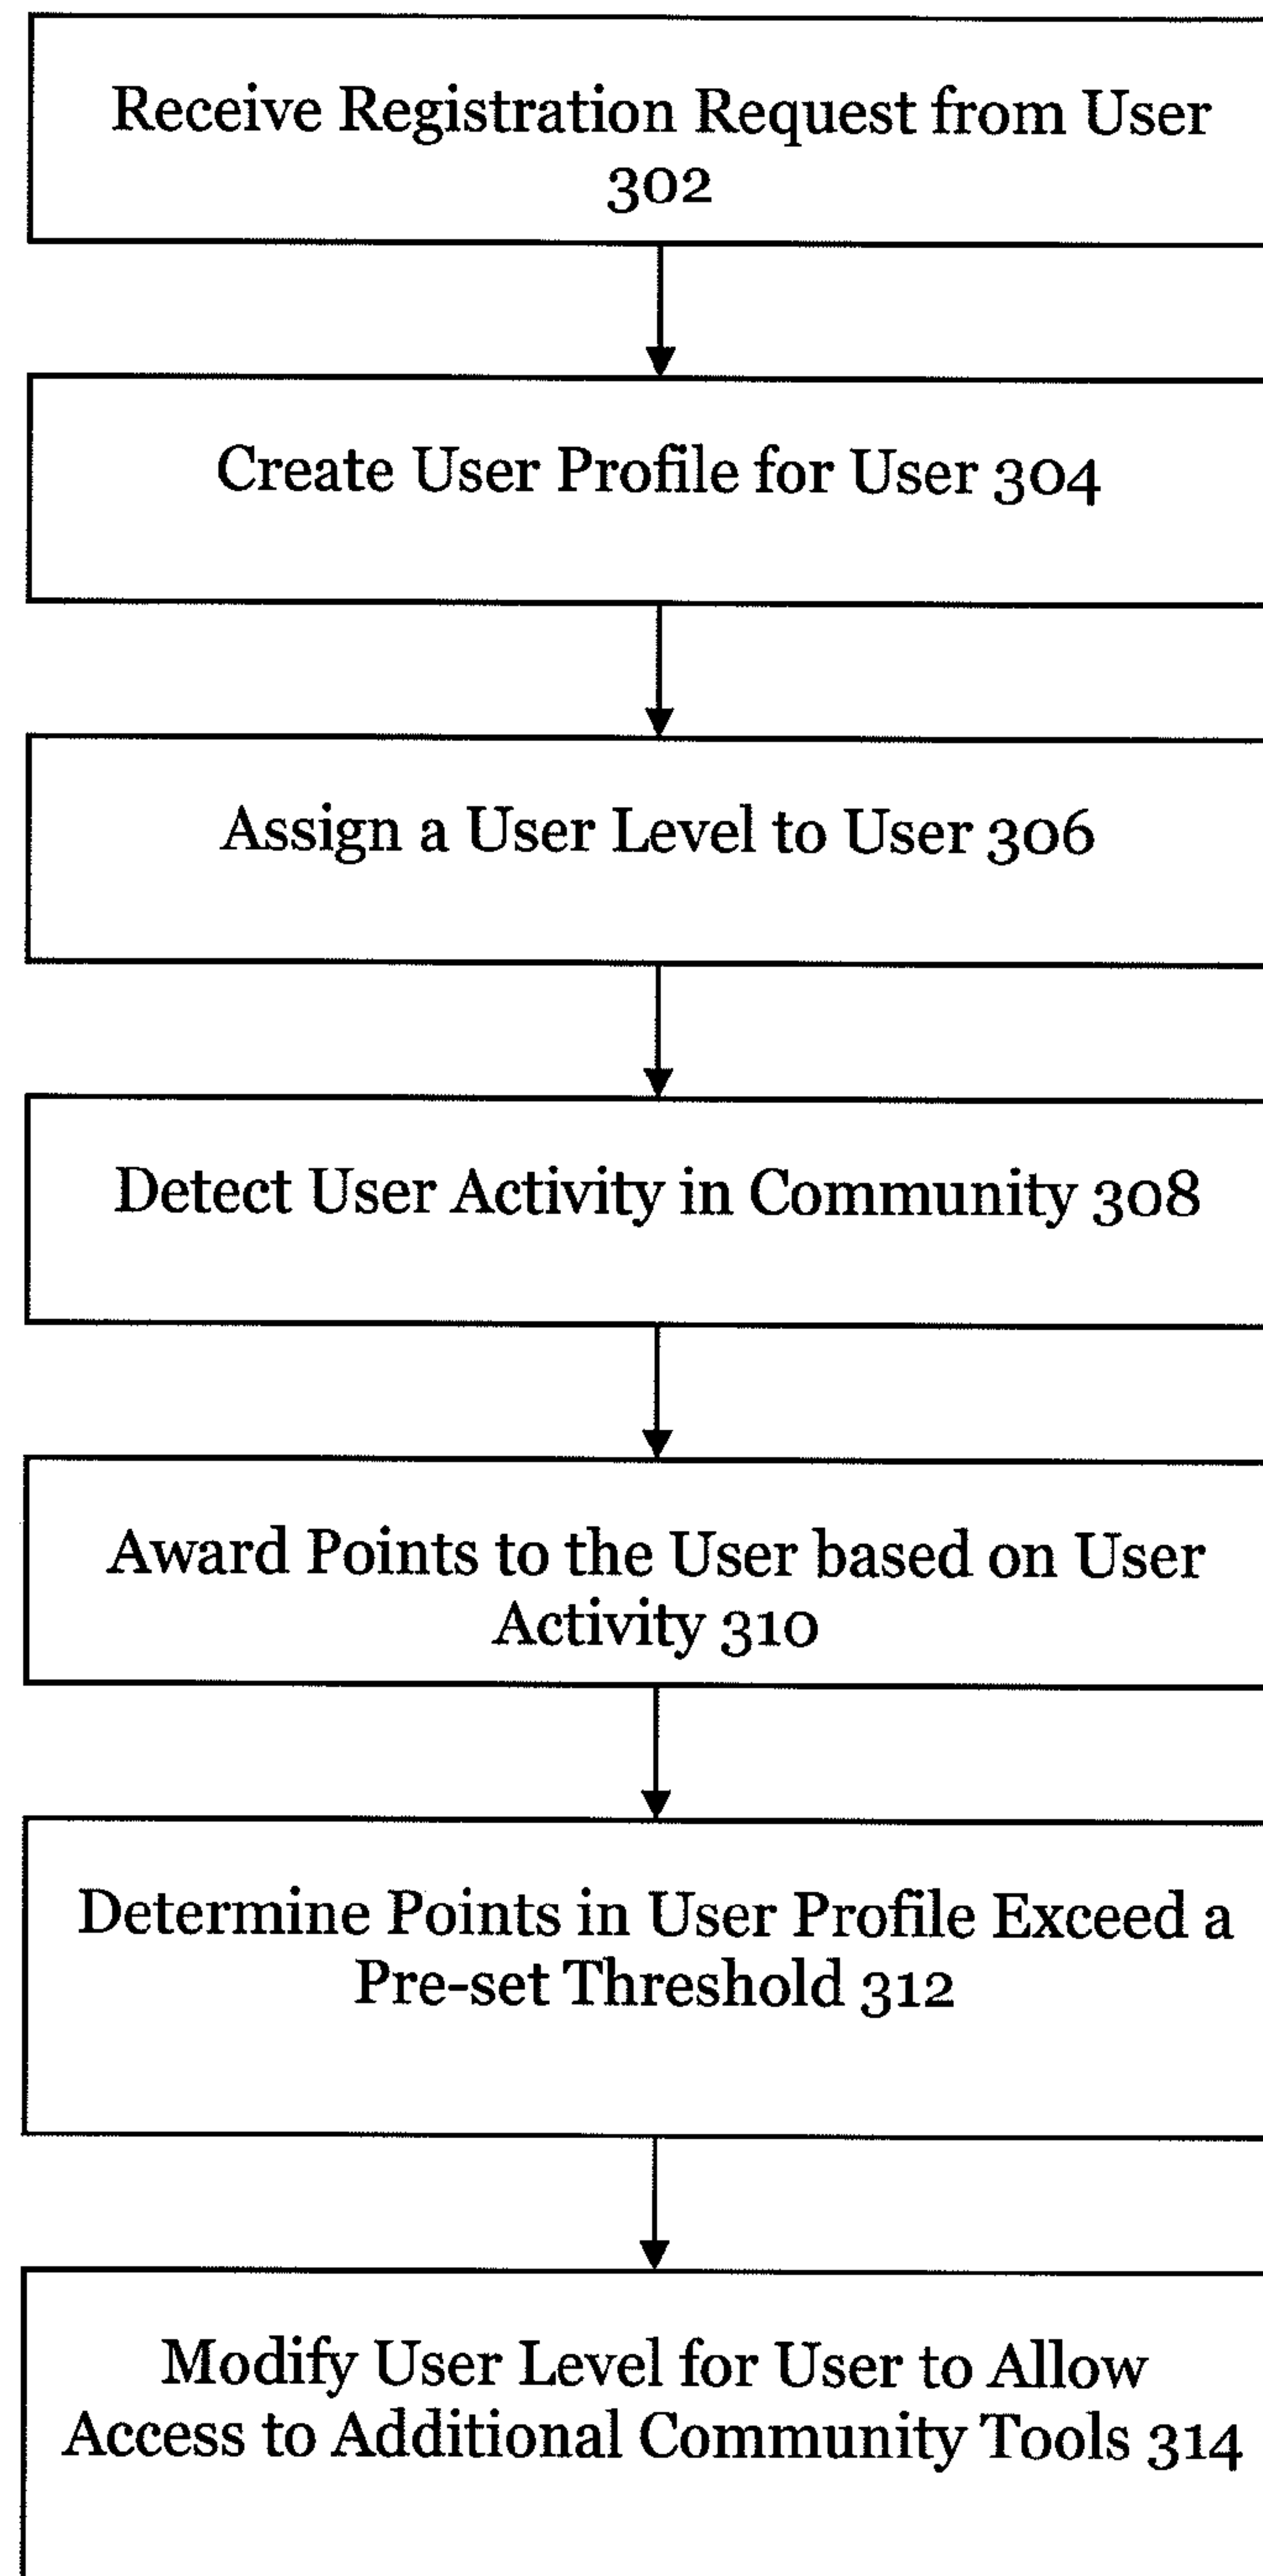 Receive Registration Request from User
302
Create User Profile for User 304
Assign a User Level to User 306
Detect User Activity in Community 308
Award Points to the User based on User
Activity 310
Determine Points in User Profile Exceed a
Pre-set Threshold 312
Modify User Level for User to Allow
Access to Additional Community Tools 314